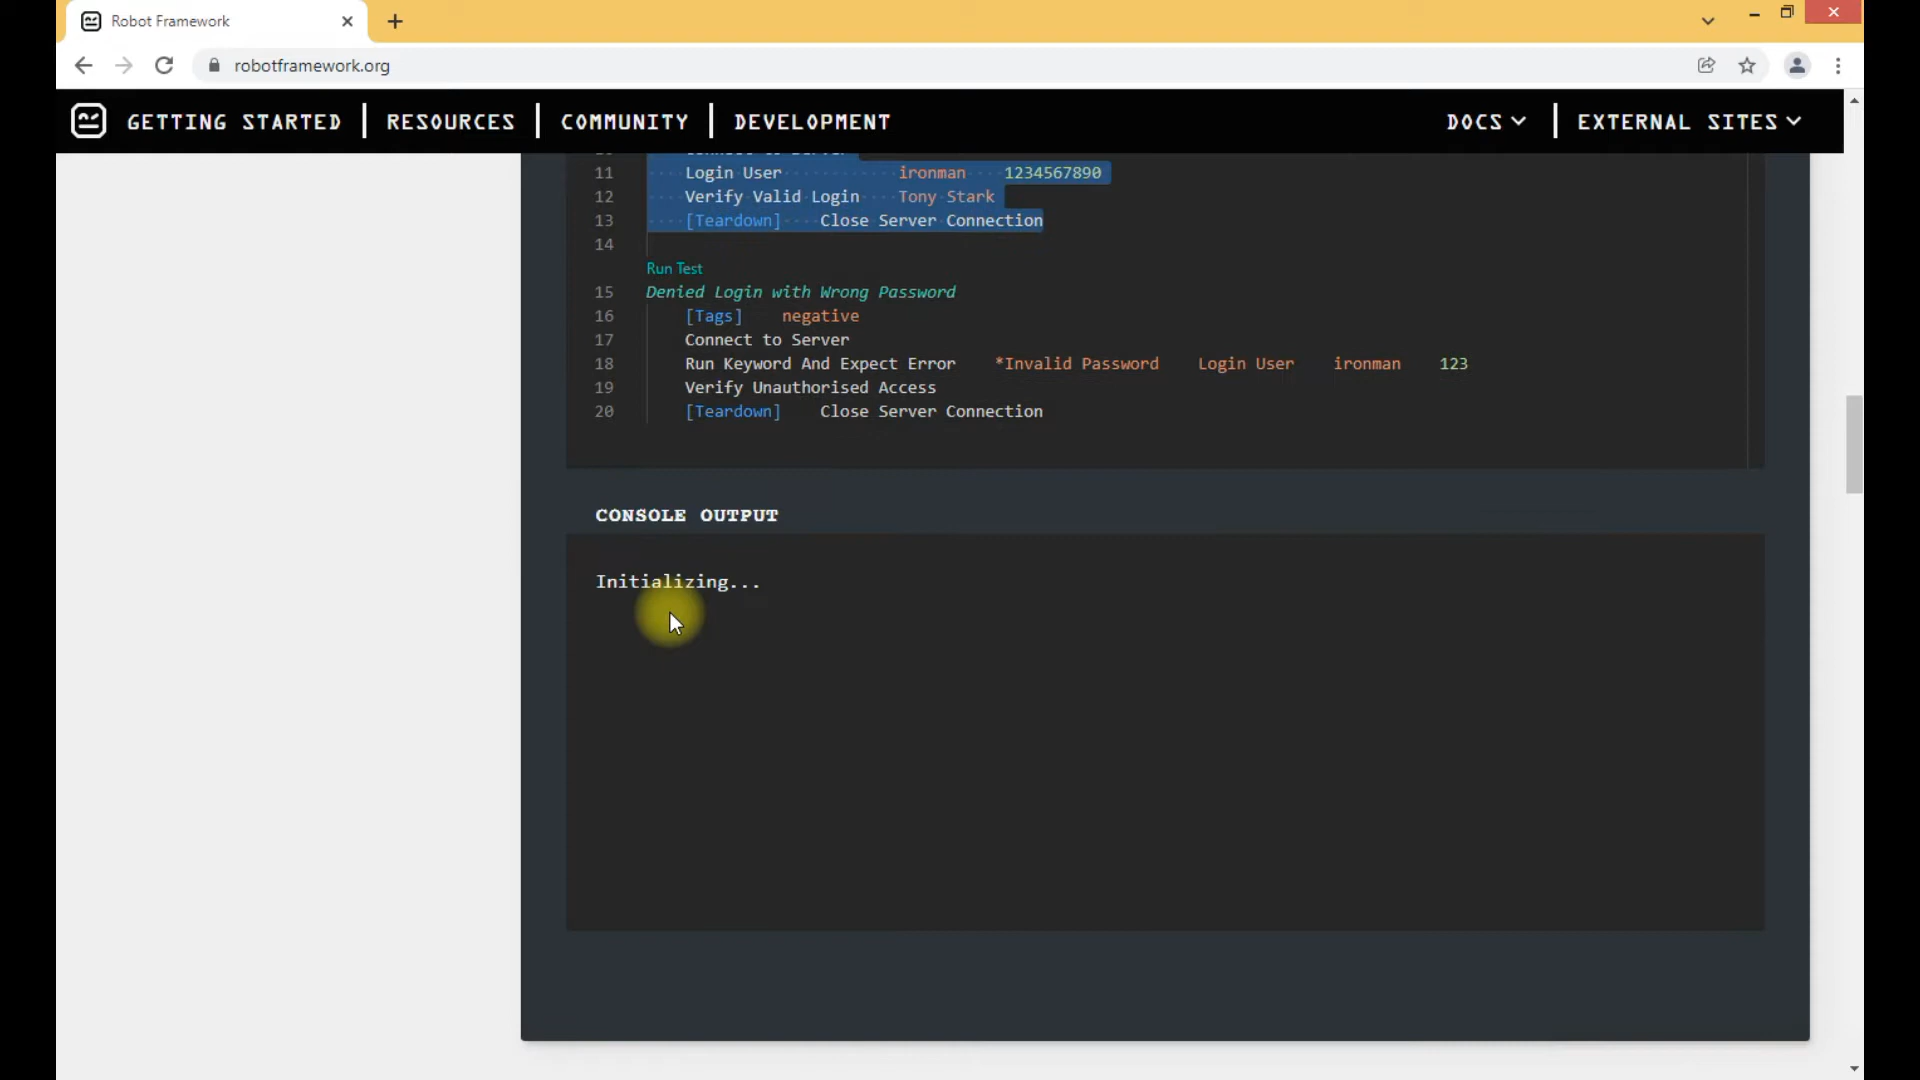 Robot Framework
robotframework.org
GETTING STARTED RESOURCES COMMUNITY DEVELOPMENT DOCS EXTERNAL SITES
11 Login User ironman 1234567890
12 Verify Valid Login Tony Stark
13 [Teardown] Close Server Connection
14
Run Test
15 Denied Login with Wrong Password
16 [Tags] negative
17 Connect to Server
18 Run Keyword And Expect Error *Invalid Password Login User ironman 123
19 Verify Unauthorised Access
20 [Teardown] Close Server Connection
CONSOLE OUTPUT
Initializing...